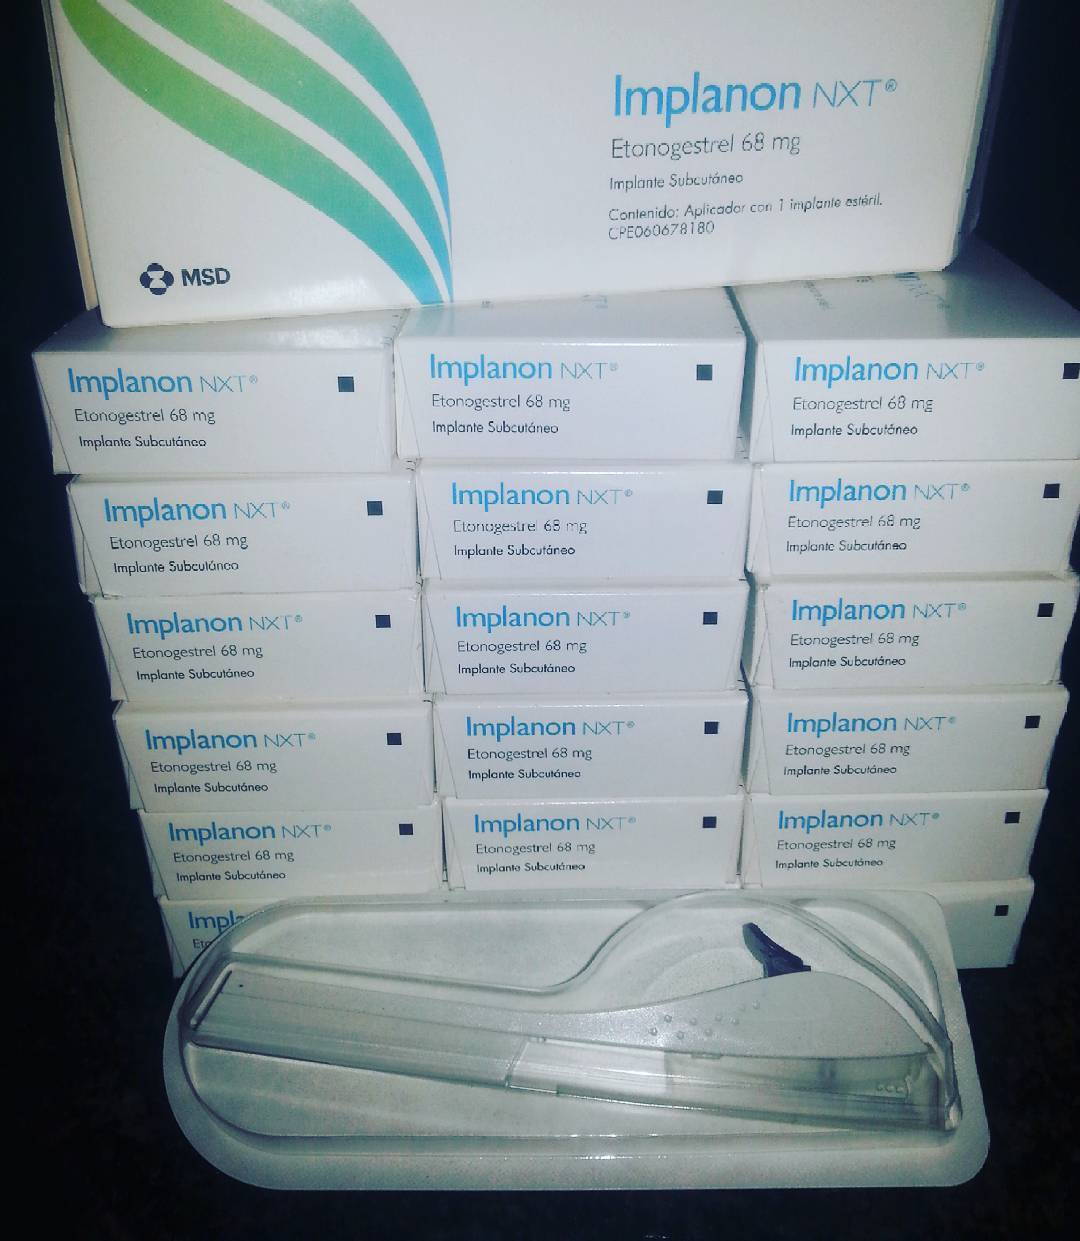 Implanon NXT®
Etonogestrel 68 mg
Implante Subcutáneo
Contenido: Aplicador con 1 implante estéril.
CPE060678180
MSD
Implanon NXT®
Etonogestrel 68 mg
Implante Subcutáneo
Implanon NXT®
Etonogestrel 68 mg
Implante Subcutáneo
Implanon NXT®
Etonogestrel 68 mg
Implante Subcutáneo
Implanon NXT®
Etonogestrel 68 mg
Implante Subcutáneo
Implanon NXT®
Etonogestrel 68 mg
Implante Subcutáneo
Implanon NXT®
Etonogestrel 68 mg
Implante Subcutáneo
Implanon NXT®
Etonogestrel 68 mg
Implante Subcutáneo
Implanon NXT®
Etonogestrel 68 mg
Implante Subcutáneo
Implanon NXT®
Etonogestrel 68 mg
Implante Subcutáneo
Implanon NXT®
Etonogestrel 68 mg
Implante Subcutáneo
Implanon NXT®
Etonogestrel 68 mg
Implante Subcutáneo
Implanon NXT®
Etonogestrel 68 mg
Implante Subcutáneo
Implanon NXT®
Etonogestrel 68 mg
Implante Subcutáneo
Implanon NXT®
Etonogestrel 68 mg
Implante Subcutáneo
Implanon NXT®
Etonogestrel 68 mg
Implante Subcutáneo
Impla
Eto